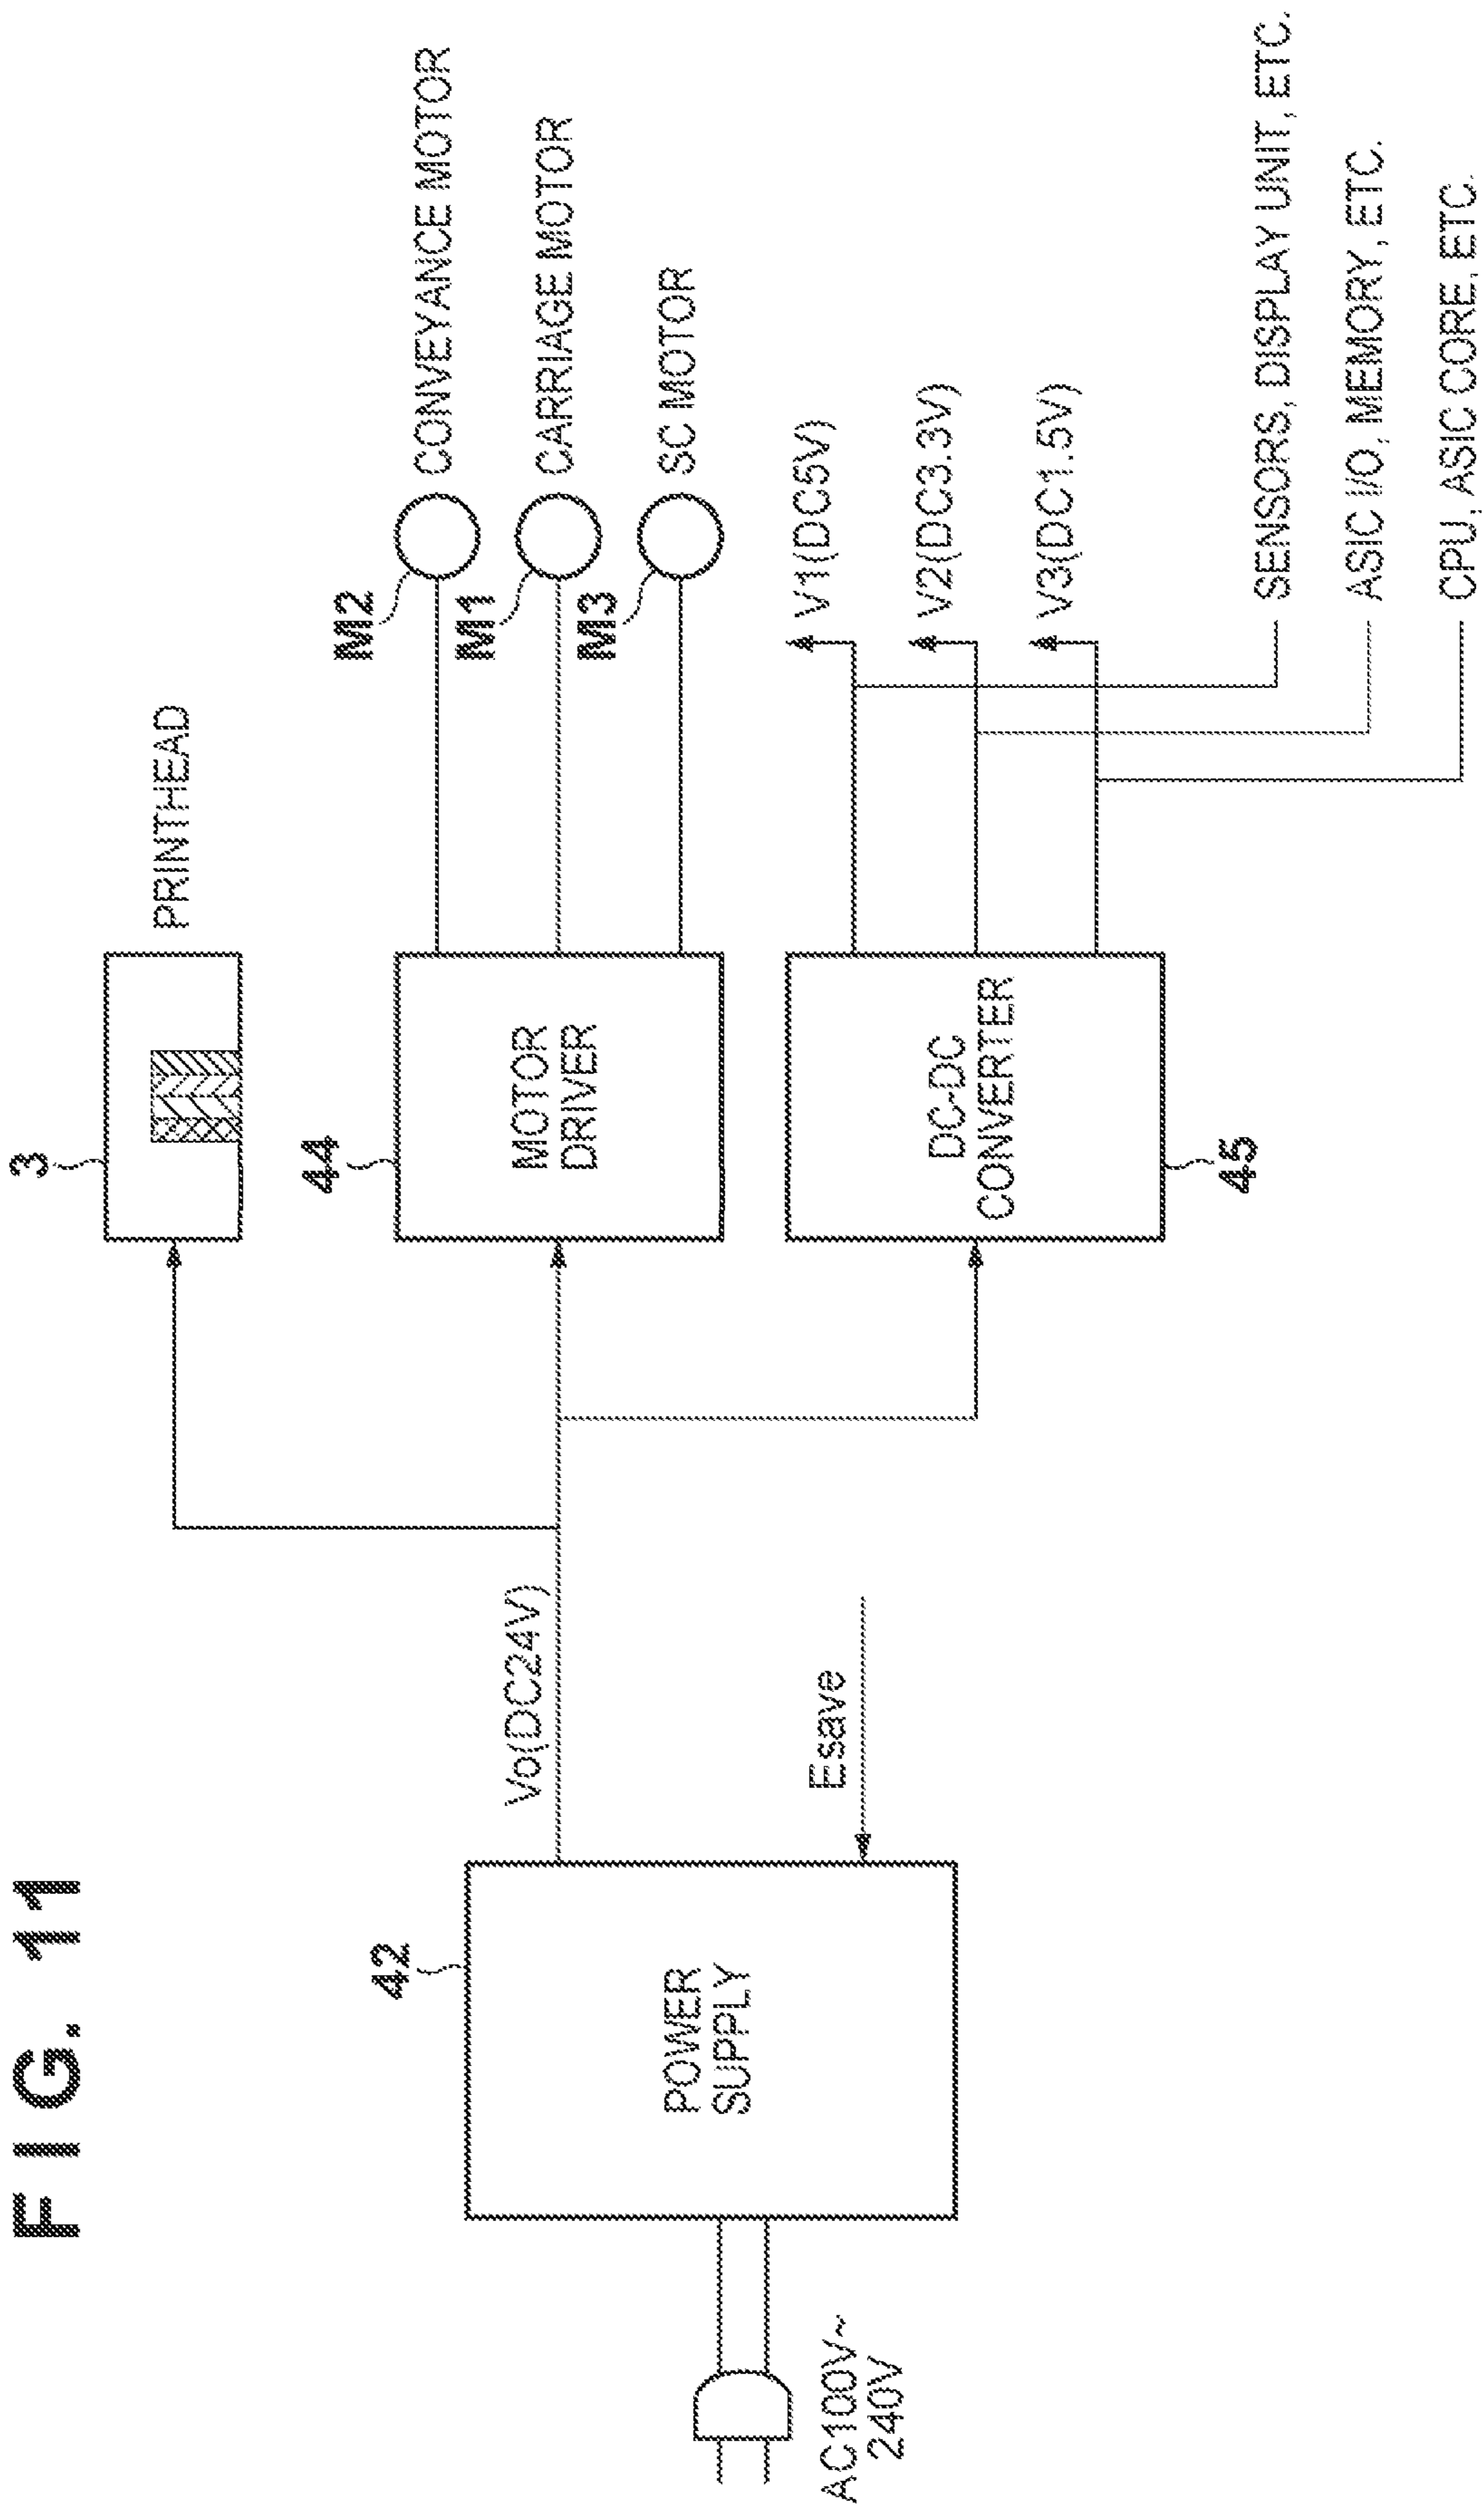 FIG. 11
3
PRINTHEAD
M2
CONVEYANCE MOTOR
44
M1
CARRIAGE MOTOR
MOTOR
DRIVER
M3
SC MOTOR
42
Vo(DC24V)
POWER
SUPPLY
Esave
AC100V~
240V
DC-DC
CONVERTER
45
V1(DC5V)
V2(DC3.3V)
V3(DC1.5V)
SENSORS, DISPLAY UNIT, ETC.
ASIC I/O, MEMORY, ETC.
CPU, ASIC CORE, ETC.